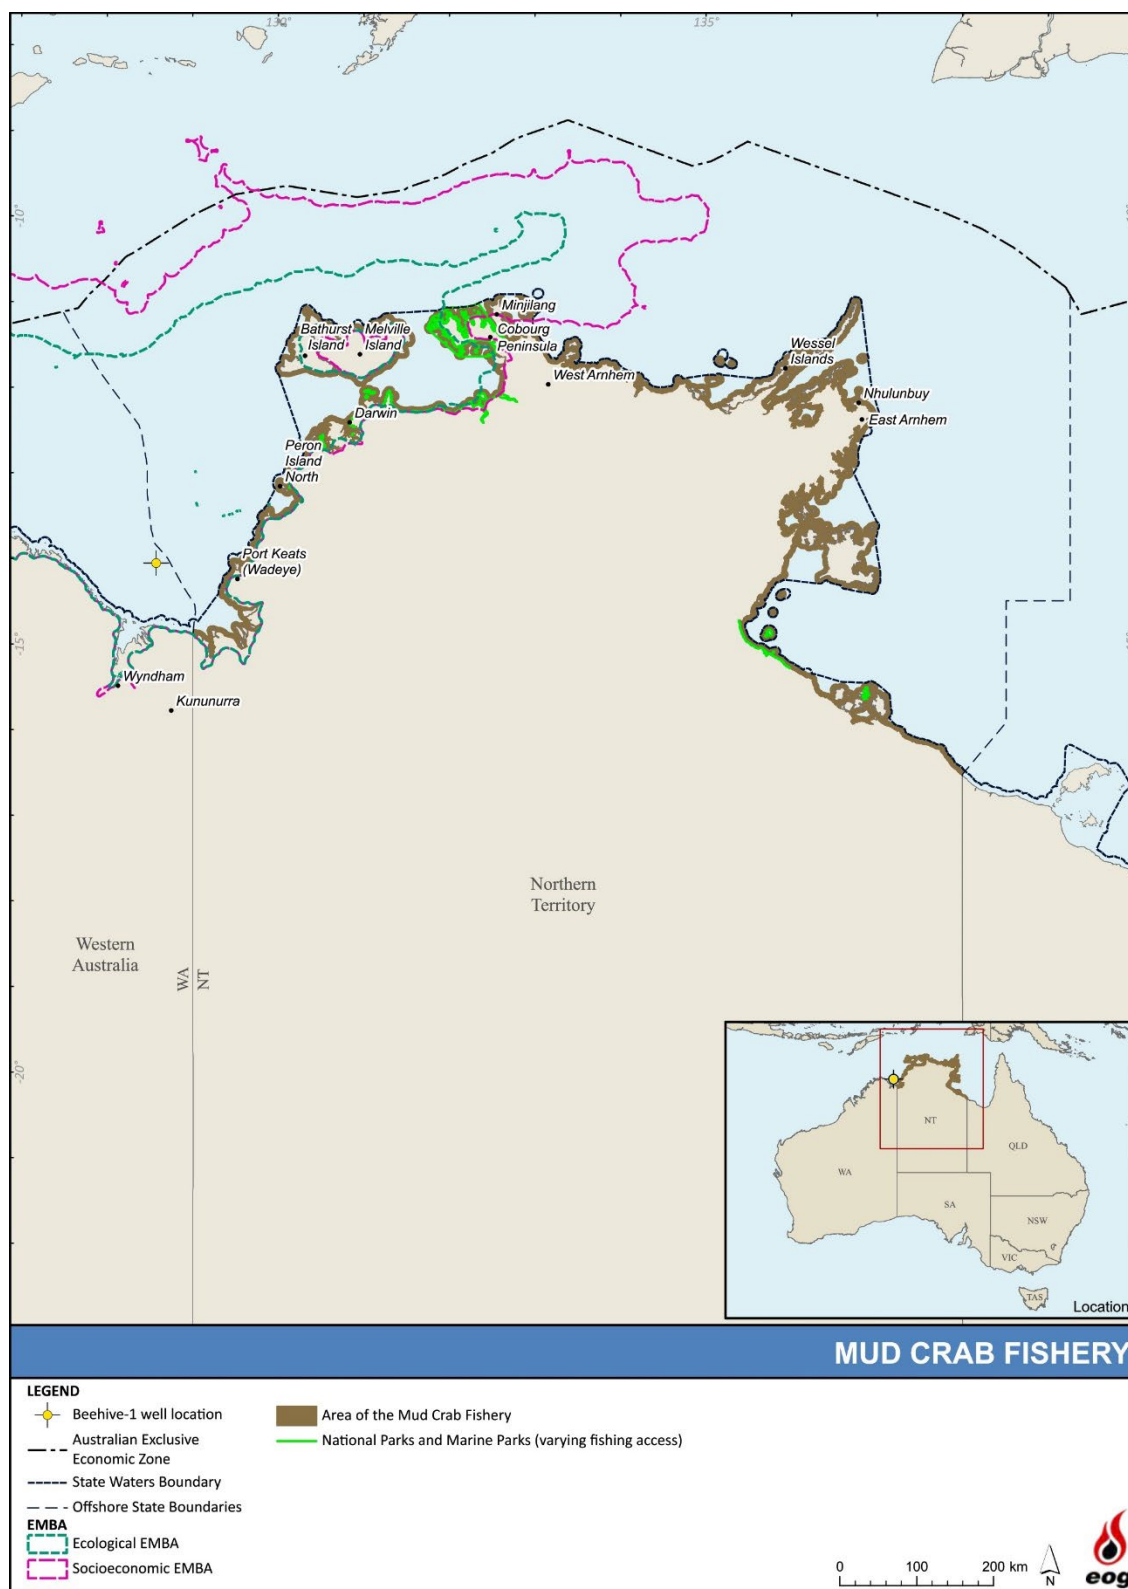 130°
135°
-10°
Minjilang
Bathurst
Island
Melville
Island
Cobourg
Peninsula
West Arnhem
Wessel
Islands
Nhulunbuy
East Arnhem
Darwin
Peron
Island
North
Port Keats
(Wadeye)
-15°
Wyndham
Kununurra
Northern
Territory
Western
Australia
WA
NT
-20°
NT
QLD
WA
SA
NSW
VIC
TAS
Location
MUD CRAB FISHERY
LEGEND
Beehive-1 well location
Australian Exclusive
Economic Zone
State Waters Boundary
Offshore State Boundaries
EMBA
Ecological EMBA
Socioeconomic EMBA
Area of the Mud Crab Fishery
National Parks and Marine Parks (varying fishing access)
0 100 200 km
N
eog